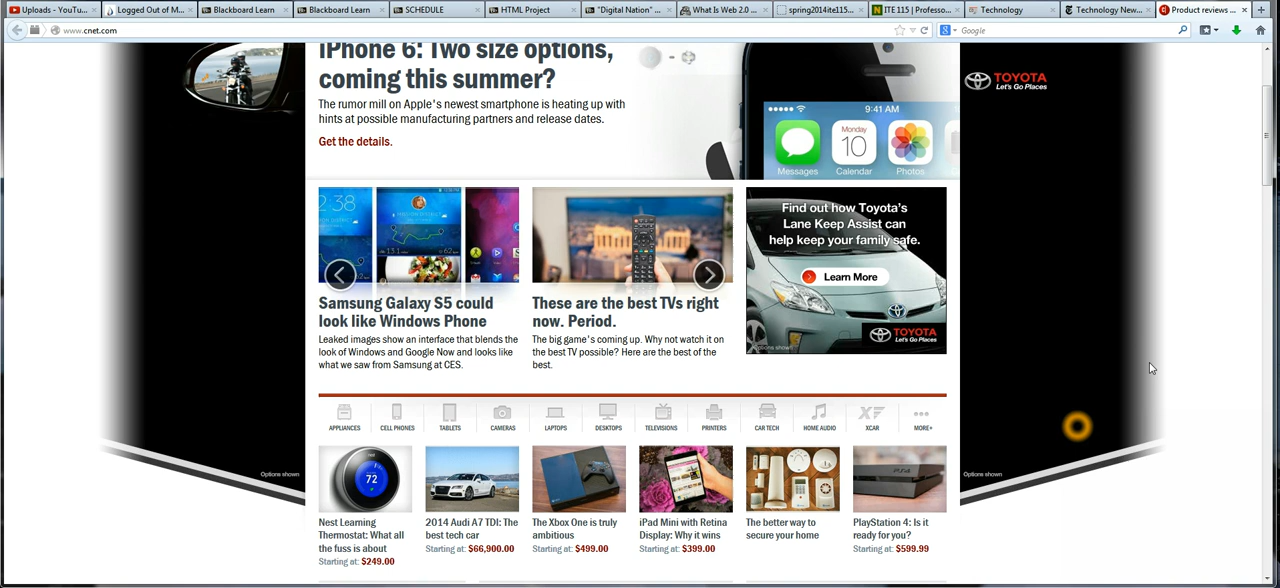 Uploads - YouTu...
Logged Out of M...
Blackboard Learn
Blackboard Learn
SCHEDULE
HTML Project
"Digital Nation" ...
What Is Web 2.0 ...
spring2014ite115...
ITE 115 | Professo...
Technology
Technology New...
Product reviews ...
www.cnet.com
Google
iPhone 6: Two size options,
coming this summer?
The rumor mill on Apple's newest smartphone is heating up with
hints at possible manufacturing partners and release dates.
Get the details.
9:41 AM
Monday
10
Messages
Calendar
Photos
TOYOTA
Let's Go Places
Samsung Galaxy S5 could
look like Windows Phone
Leaked images show an interface that blends the
look of Windows and Google Now and looks like
what we saw from Samsung at CES.
These are the best TVs right
now. Period.
The big game's coming up. Why not watch it on
the best TV possible? Here are the best of the
best.
Find out how Toyota's
Lane Keep Assist can
help keep your family safe.
Learn More
TOYOTA
Let's Go Places
Options shown
APPLIANCES
CELL PHONES
TABLETS
CAMERAS
LAPTOPS
DESKTOPS
TELEVISIONS
PRINTERS
CAR TECH
HOME AUDIO
XCAR
MORE+
Options shown
Options shown
72
Nest Learning
Thermostat: What all
the fuss is about
Starting at: $249.00
2014 Audi A7 TDI: The
best tech car
Starting at: $66,900.00
The Xbox One is truly
ambitious
Starting at: $499.00
iPad Mini with Retina
Display: Why it wins
Starting at: $399.00
The better way to
secure your home
PlayStation 4: Is it
ready for you?
Starting at: $599.99